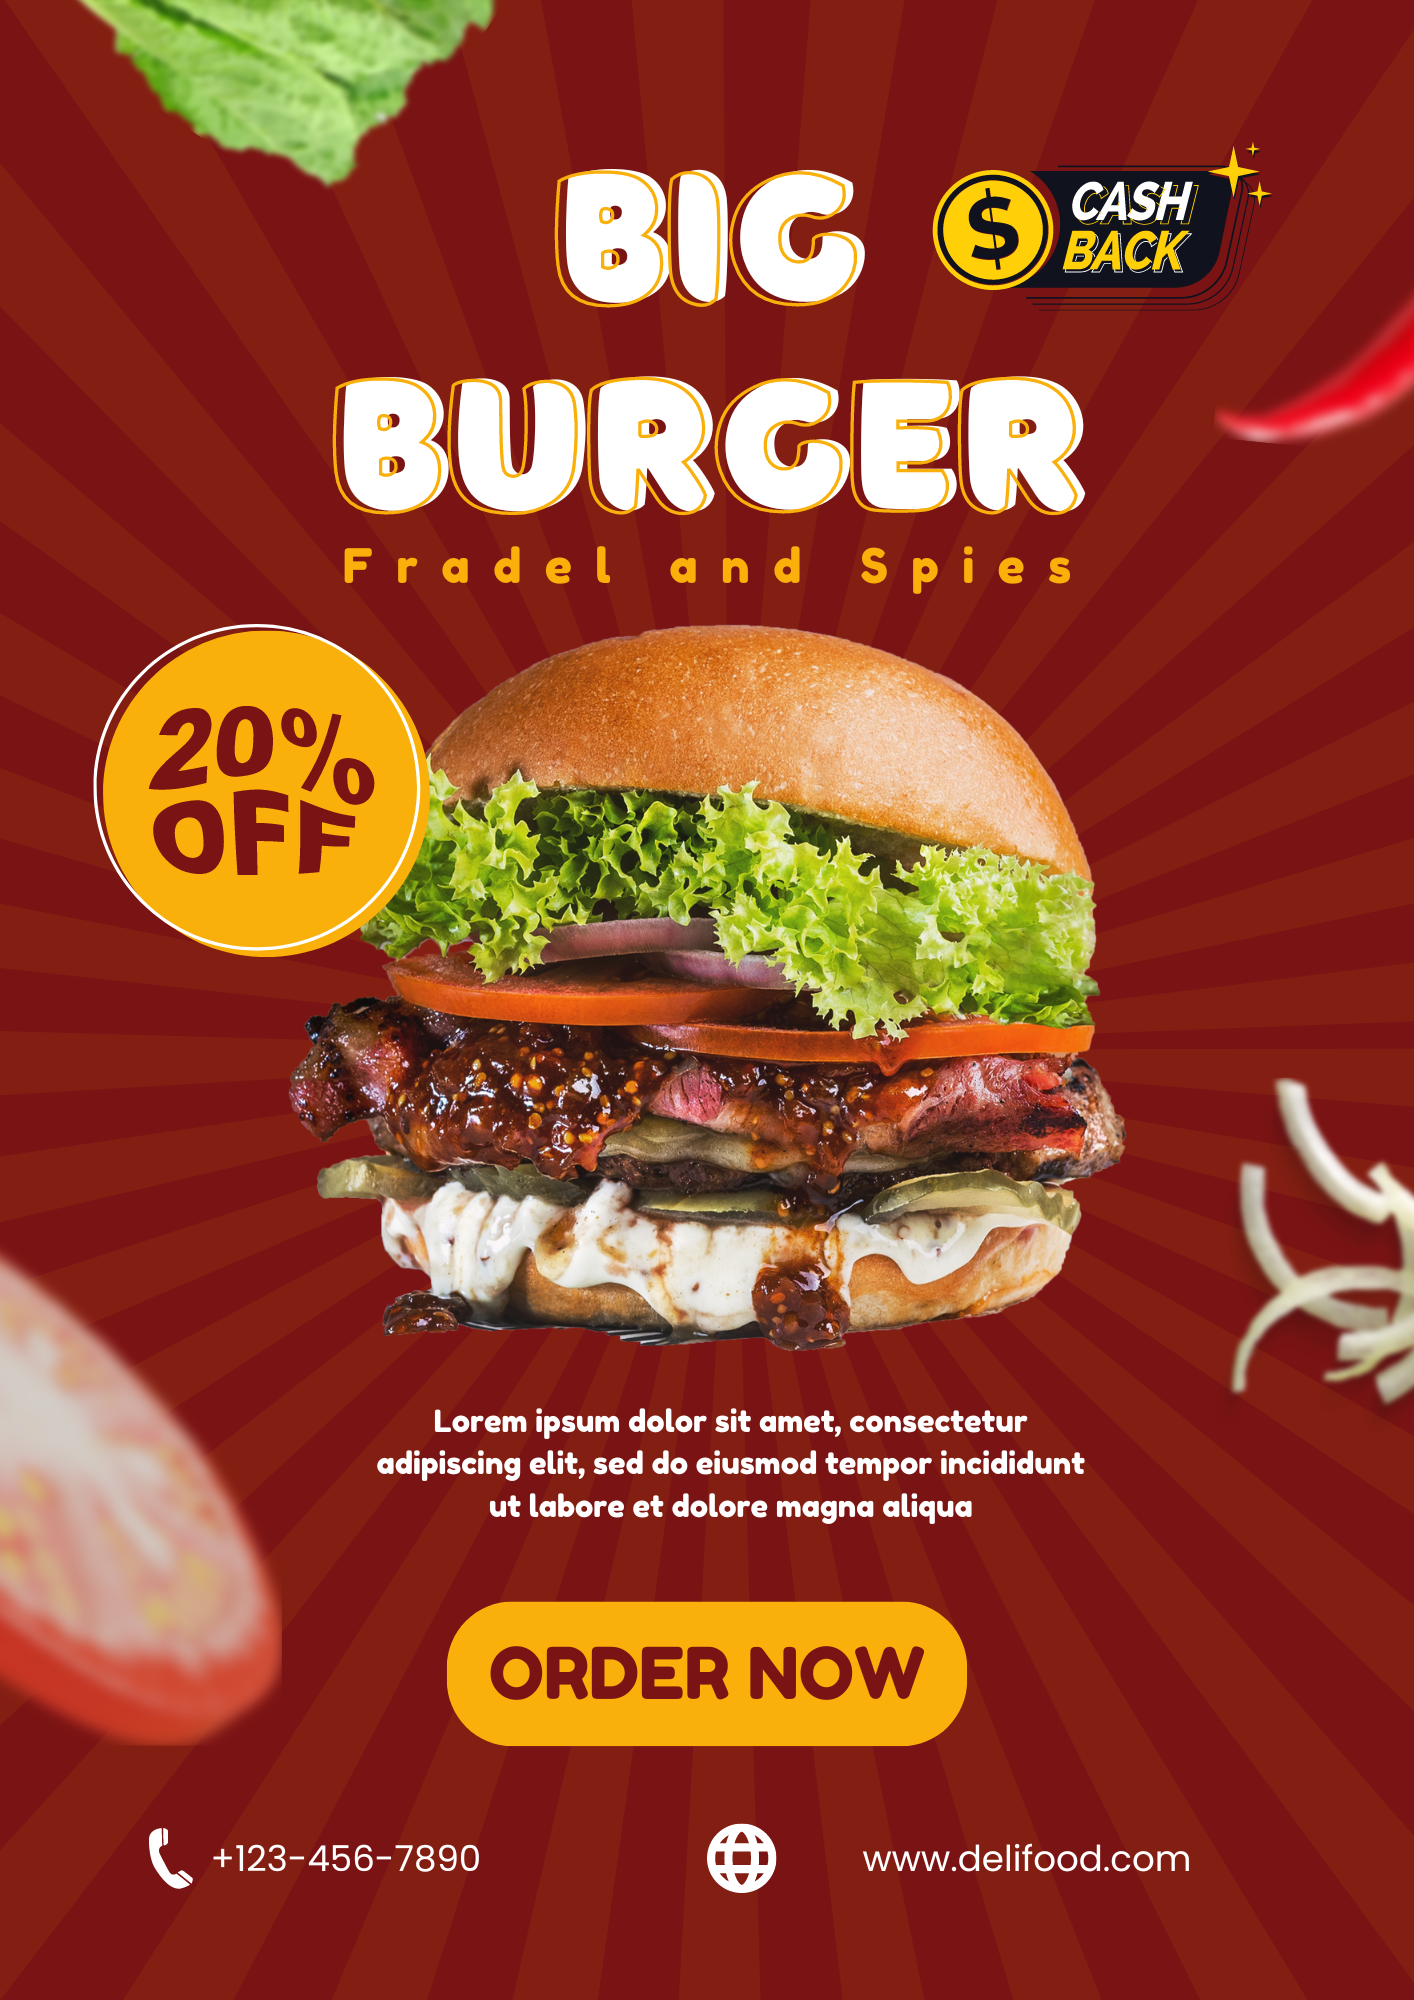 BIG
$
CASH
BACK
BURGER
Fradel and Spies
20%
OFF
Lorem ipsum dolor sit amet, consectetur
adipiscing elit, sed do eiusmod tempor incididunt
ut labore et dolore magna aliqua
ORDER NOW
+123-456-7890
www.delifood.com